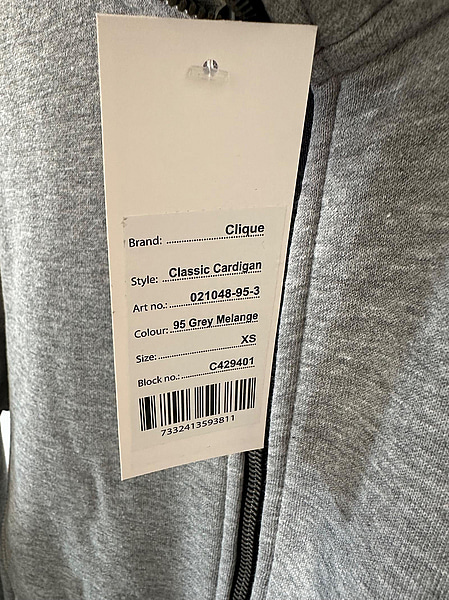 Brand: Clique
Style: Classic Cardigan
Art no.: 021048-95-3
Colour: 95 Grey Melange
Size: XS
Block no.: C429401
7332413593811